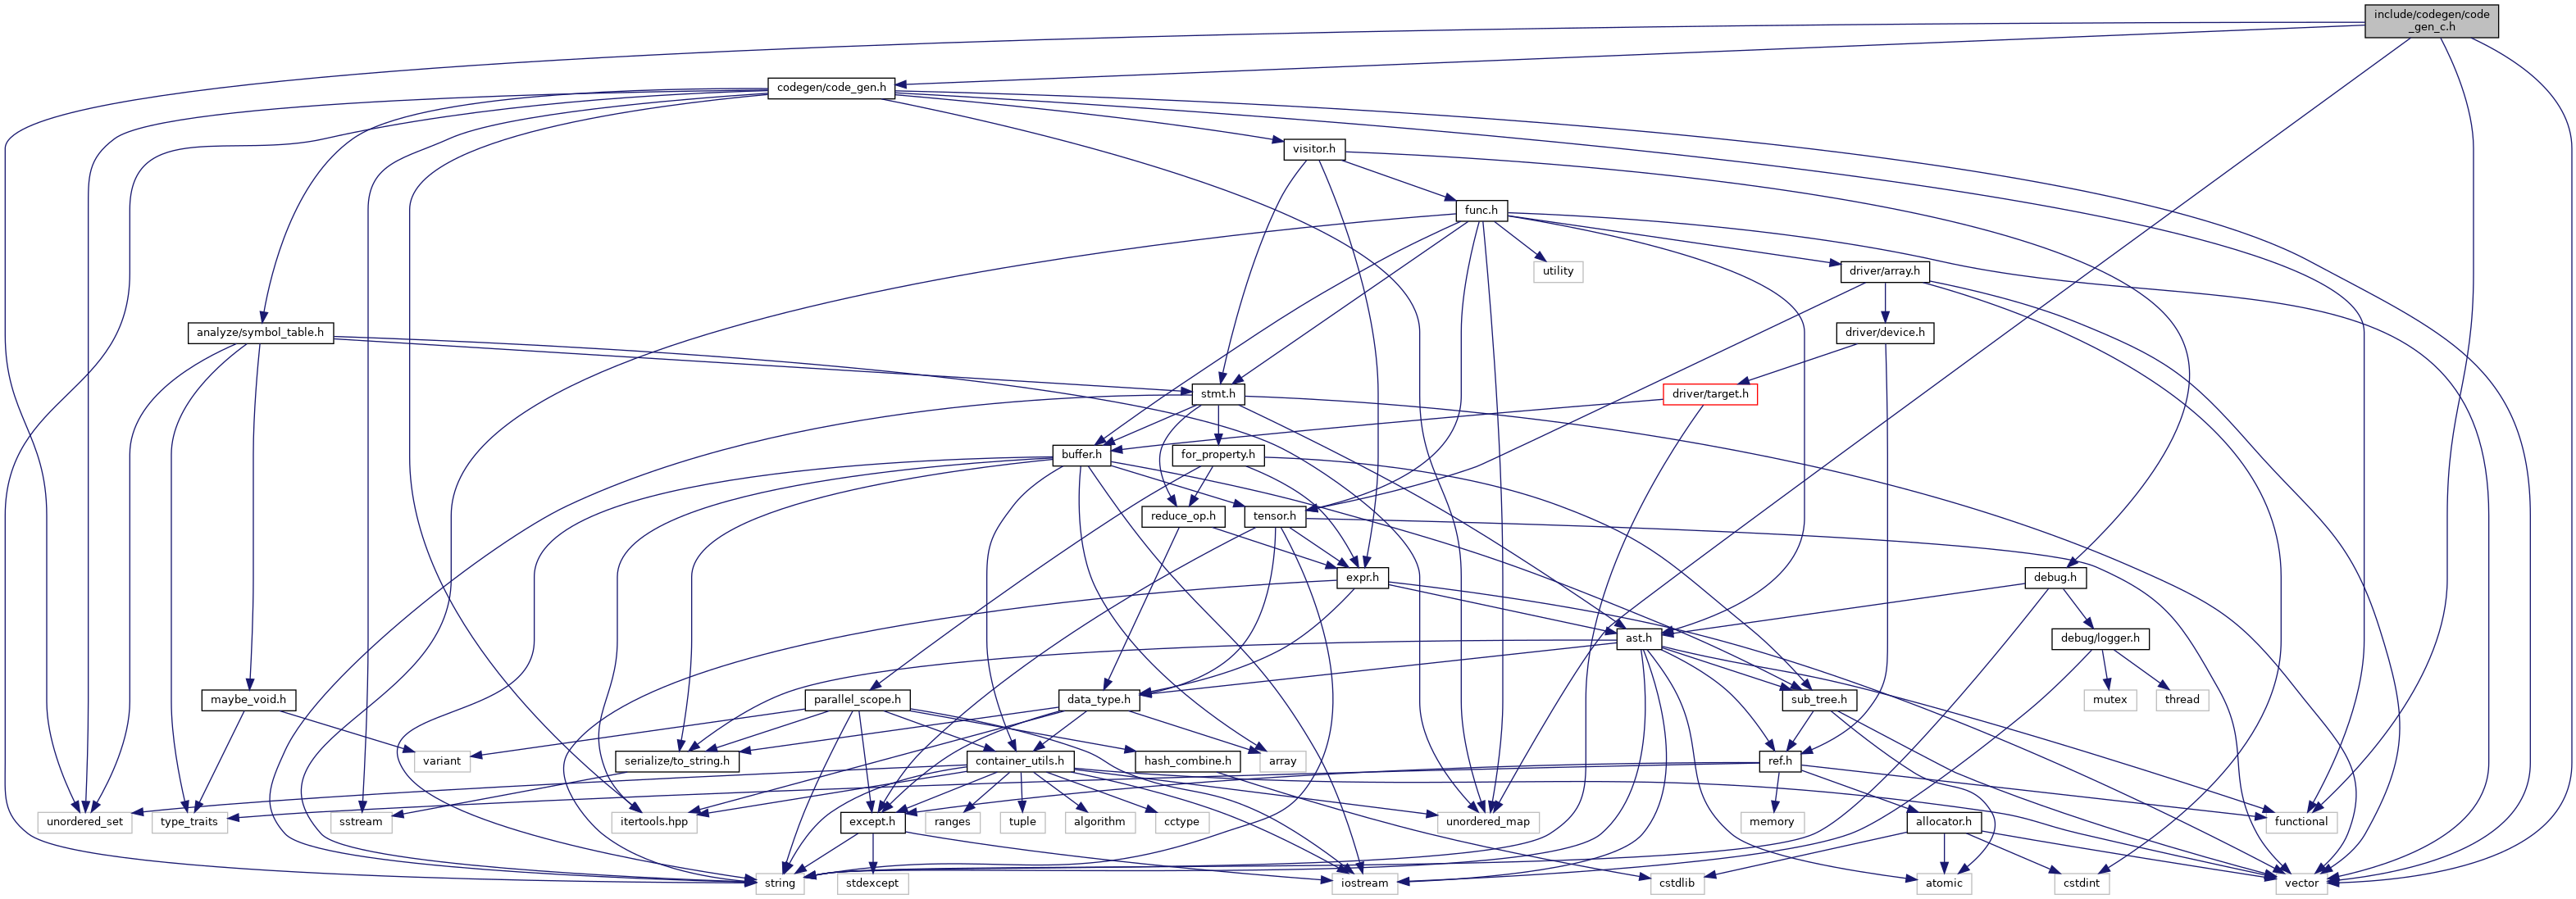 include/codegen/code
_gen_c.h
codegen/code_gen.h
visitor.h
func.h
utility
driver/array.h
analyze/symbol_table.h
driver/device.h
stmt.h
driver/target.h
buffer.h
for_property.h
reduce_op.h
tensor.h
expr.h
debug.h
ast.h
debug/logger.h
maybe_void.h
parallel_scope.h
data_type.h
sub_tree.h
mutex
thread
variant
serialize/to_string.h
container_utils.h
hash_combine.h
array
ref.h
unordered_set
type_traits
sstream
itertools.hpp
except.h
ranges
tuple
algorithm
cctype
unordered_map
memory
allocator.h
functional
string
stdexcept
iostream
cstdlib
atomic
cstdint
vector